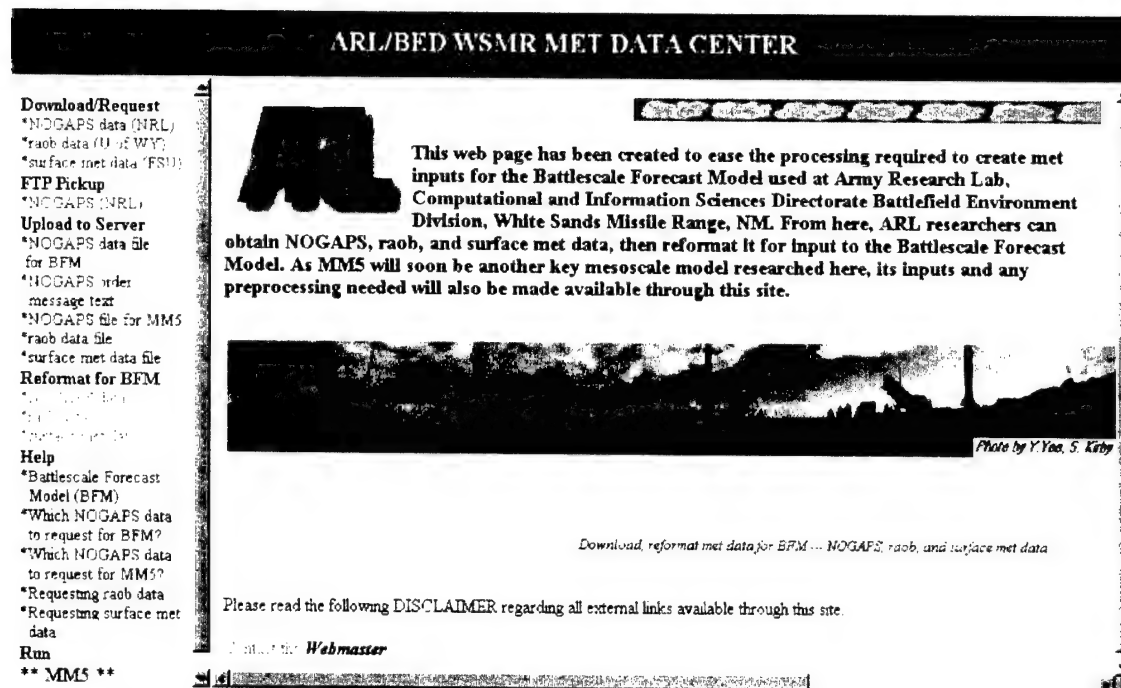 ARL/BED WSMR MET DATA CENTER
Download/Request
*NOGAPS data (NRL)
*raob data (U of WY)
*surface met data (FSU)
FTP Pickup
*NOGAPS (NRL)
Upload to Server
*NOGAPS data file
for BFM
*NOGAPS order
message text
*NOGAPS file for MM5
*raob data file
*surface met data file
Reformat for BFM
Help
*Battlescale Forecast
Model (BFM)
*Which NOGAPS data
to request for BFM?
*Which NOGAPS data
to request for MM5?
*Requesting raob data
*Requesting surface met
data
Run
** MM5 **
ARL
This web page has been created to ease the processing required to create met
inputs for the Battlescale Forecast Model used at Army Research Lab,
Computational and Information Sciences Directorate Battlefield Environment
Division, White Sands Missile Range, NM. From here, ARL researchers can
obtain NOGAPS, raob, and surface met data, then reformat it for input to the Battlescale Forecast
Model. As MM5 will soon be another key mesoscale model researched here, its inputs and any
preprocessing needed will also be made available through this site.
Photo by Y.Yee, S. Kirby
Download, reformat met data for BFM --- NOGAPS, raob, and surface met data
Please read the following DISCLAIMER regarding all external links available through this site.
Webmaster